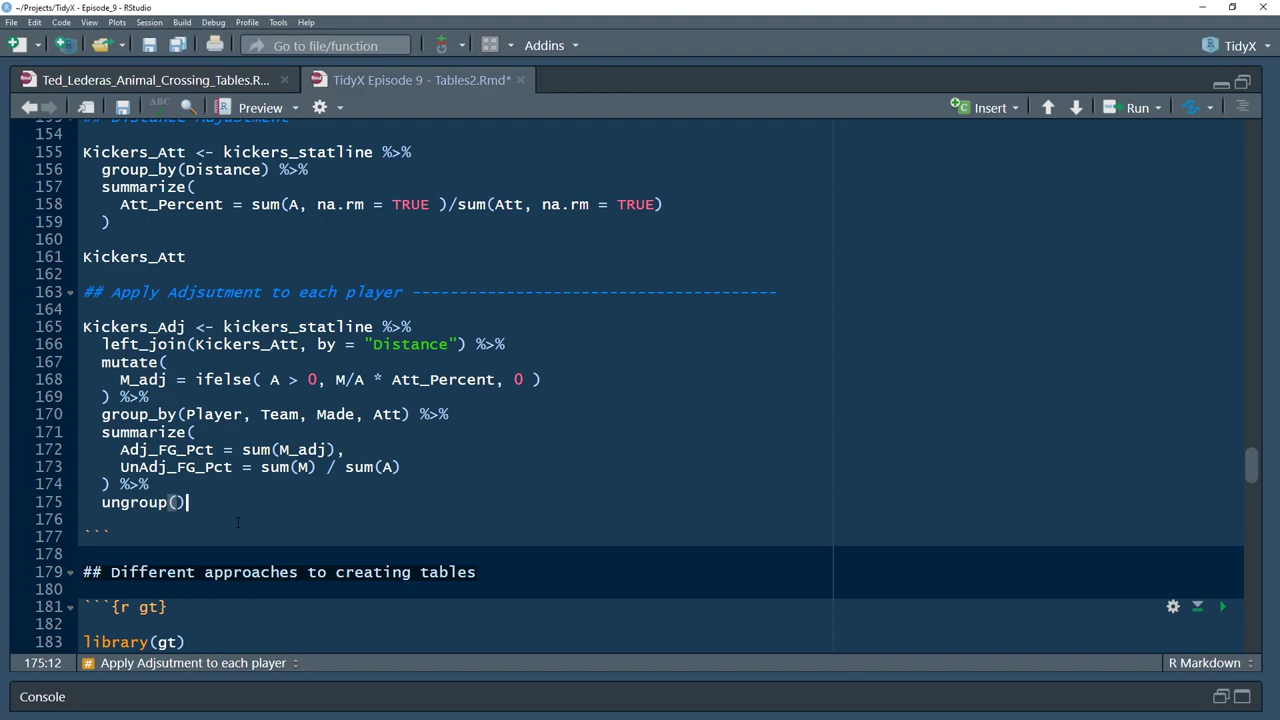 ~/Projects/TidyX - Episode_9 - RStudio
File Edit Code View Plots Session Build Debug Profile Tools Help
Go to file/function Addins TidyX
Ted_Lederas_Animal_Crossing_Tables.R... TidyX Episode 9 - Tables2.Rmd*
ABC Preview Insert Run
153 ## Distance Adjustment
154
155 Kickers_Att <- kickers_statline %>%
156 group_by(Distance) %>%
157 summarize(
158 Att_Percent = sum(A, na.rm = TRUE )/sum(Att, na.rm = TRUE)
159 )
160
161 Kickers_Att
162
163 ## Apply Adjsutment to each player ---------------------------------------
164
165 Kickers_Adj <- kickers_statline %>%
166 left_join(Kickers_Att, by = "Distance") %>%
167 mutate(
168 M_adj = ifelse( A > 0, M/A * Att_Percent, 0 )
169 ) %>%
170 group_by(Player, Team, Made, Att) %>%
171 summarize(
172 Adj_FG_Pct = sum(M_adj),
173 UnAdj_FG_Pct = sum(M) / sum(A)
174 ) %>%
175 ungroup()
176
177 ```
178
179 ## Different approaches to creating tables
180
181 ```{r gt}
182
183 library(gt)
175:12 # Apply Adjsutment to each player R Markdown
Console